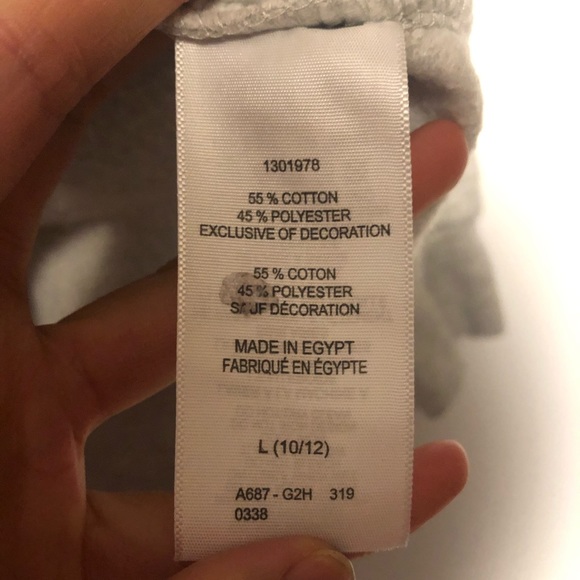 1301978
55 % COTTON
45 % POLYESTER
EXCLUSIVE OF DECORATION
55 % COTON
45 % POLYESTER
SAUF DÉCORATION
MADE IN EGYPT
FABRIQUÉ EN ÉGYPTE
L (10/12)
A687 - G2H 319
0338